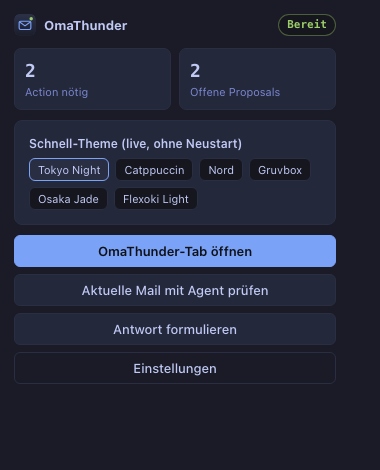 OmaThunder
Bereit
2
Action nötig
2
Offene Proposals
Schnell-Theme (live, ohne Neustart)
Tokyo Night
Catppuccin
Nord
Gruvbox
Osaka Jade
Flexoki Light
OmaThunder-Tab öffnen
Aktuelle Mail mit Agent prüfen
Antwort formulieren
Einstellungen